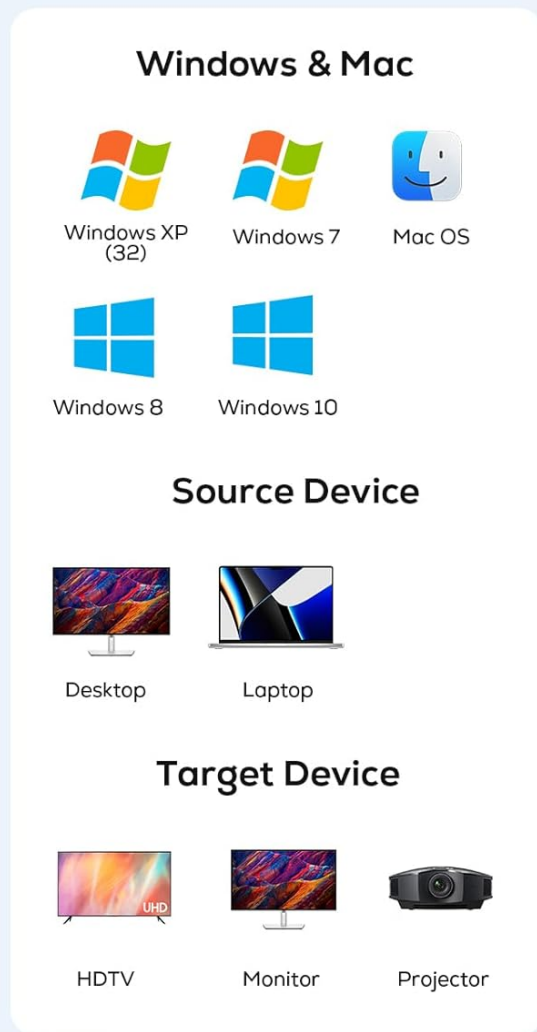 Windows & Mac
Windows XP
(32)
Windows 7
Mac OS
Windows 8
Windows 10
Source Device
Desktop
Laptop
Target Device
UHD
HDTV
Monitor
Projector